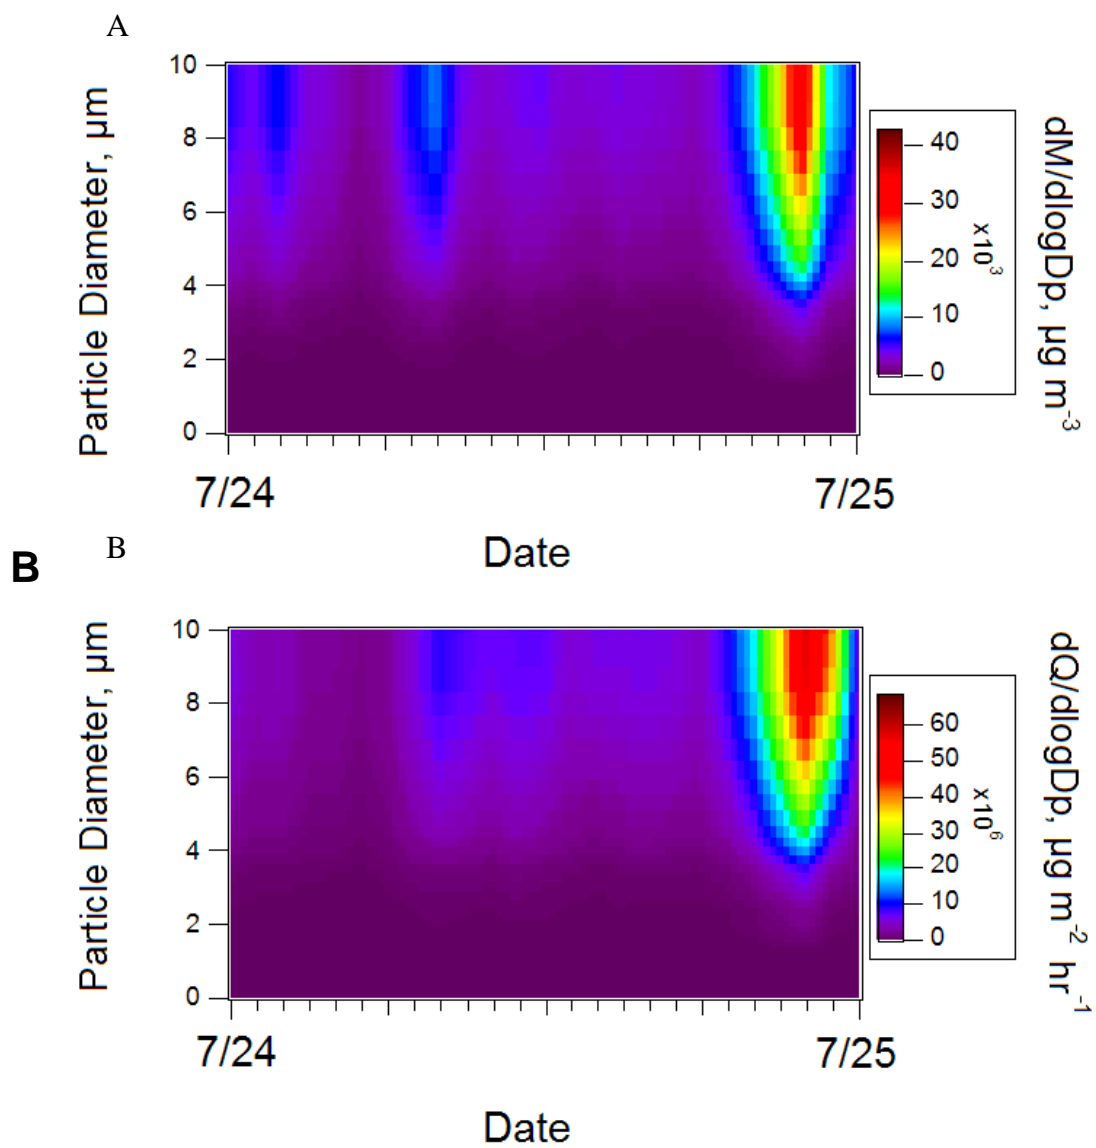 A
Particle Diameter, µm
10
8
6
4
2
0
7/24
7/25
Date
40
30
20
10
0
x10³
dM/dlogDp, µg m⁻³
B
B
Particle Diameter, µm
10
8
6
4
2
0
7/24
7/25
Date
60
50
40
30
20
10
0
x10⁶
dQ/dlogDp, µg m⁻² hr⁻¹